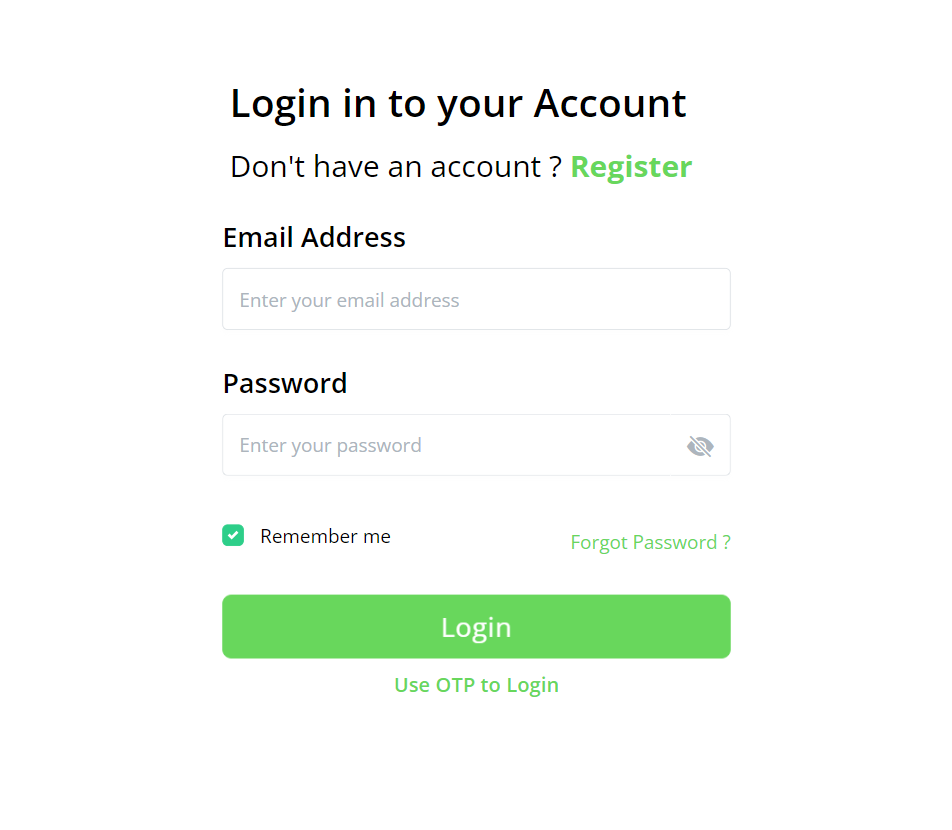 Login in to your Account
Don't have an account ? Register
Email Address
Enter your email address
Password
Enter your password
Remember me
Forgot Password ?
Login
Use OTP to Login